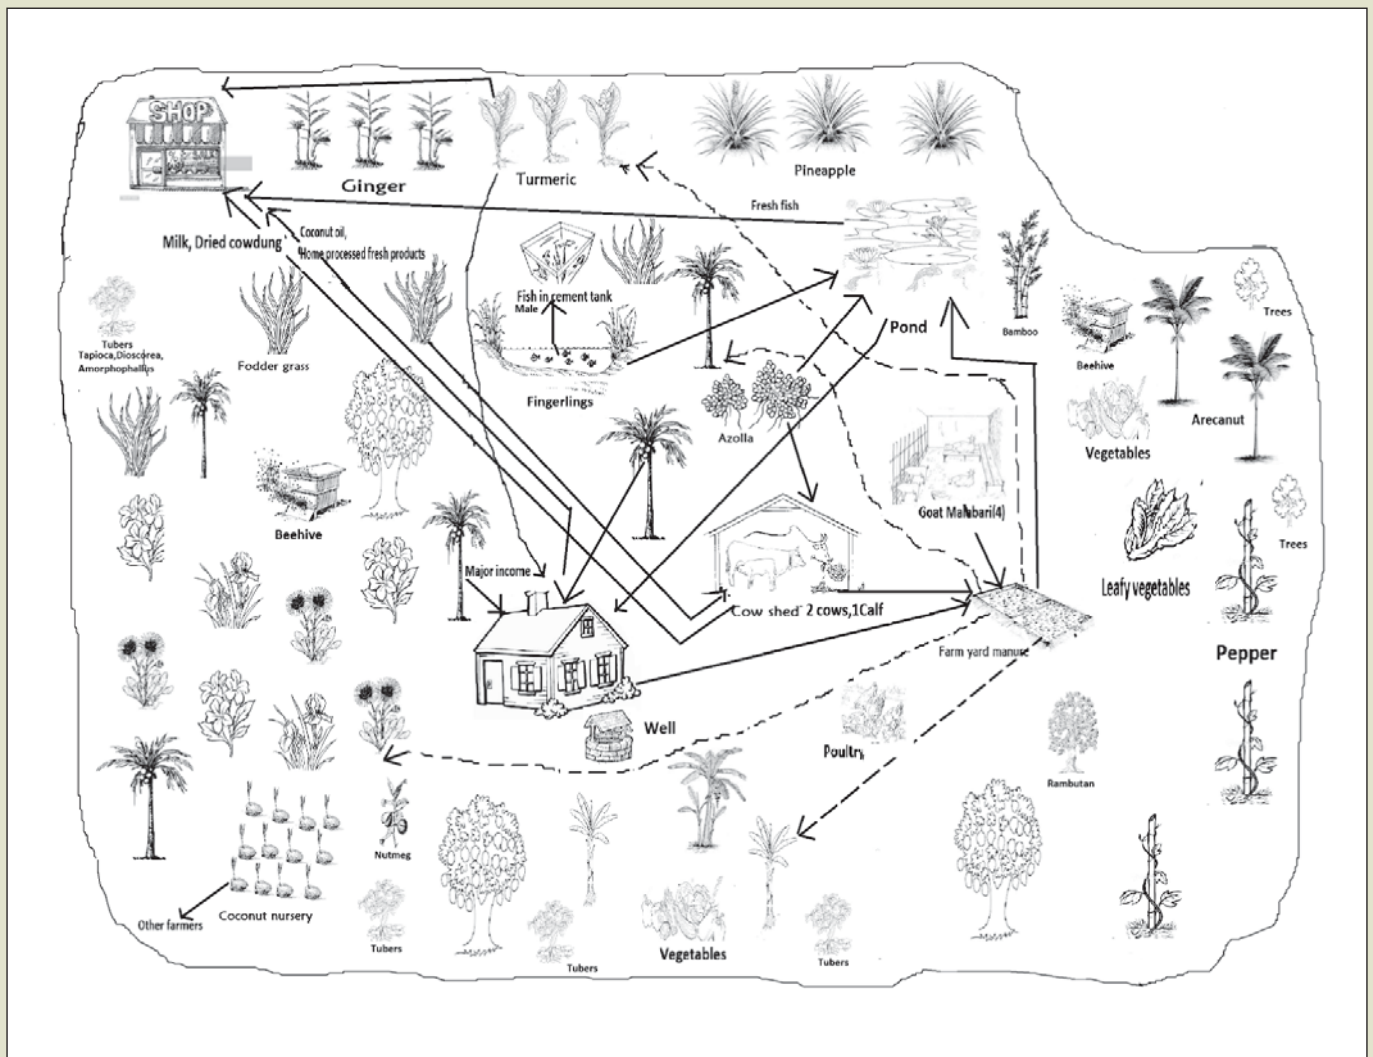 SHOP
SALE
Ginger
Turmeric
Pineapple
Fresh fish
Milk, Dried cowdung
Coconut oil,
Home processed fresh products
Fish in cement tank
Male
Pond
Bamboo
Trees
Tubers
Tapioca,Dioscorea,
Amorphophallus
Fodder grass
Fingerlings
Beehive
Arecanut
Azolla
Vegetables
Goat Malabari(4)
Beehive
Trees
Major income
Leafy vegetables
Cow shed 2 cows,1Calf
Farm yard manure
Pepper
Well
Poultry
Rambutan
Nutmeg
Coconut nursery
Other farmers
Tubers
Vegetables
Tubers
Tubers